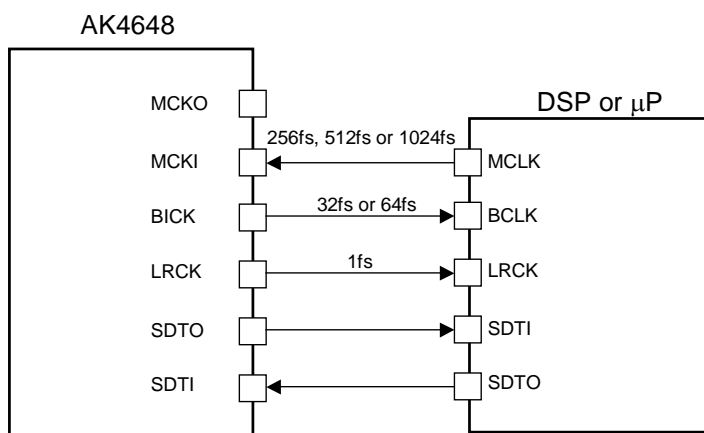 AK4648
DSP or μP
MCKO
256fs, 512fs or 1024fs
MCKI
MCLK
32fs or 64fs
BICK
BCLK
1fs
LRCK
LRCK
SDTO
SDTI
SDTI
SDTO